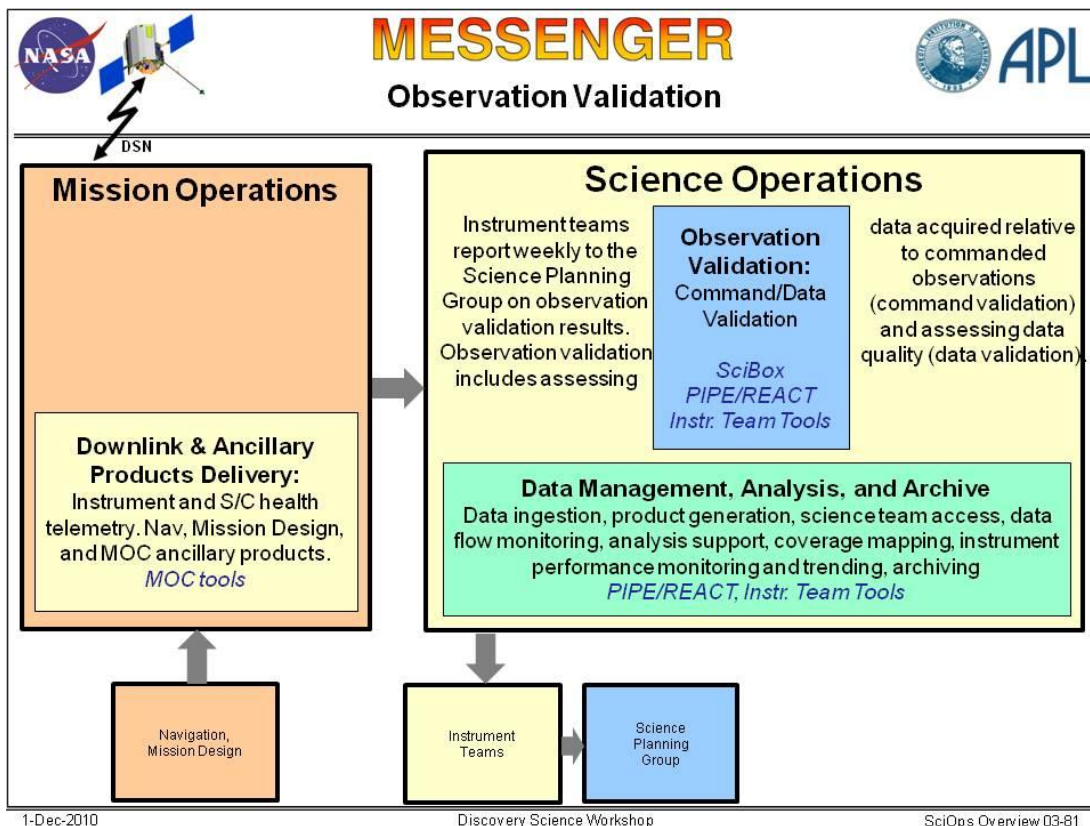 NASA
MESSENGER
Observation Validation
APL
DSN
Mission Operations
Downlink & Ancillary
Products Delivery:
Instrument and S/C health
telemetry. Nav, Mission Design,
and MOC ancillary products.
MOC tools
Science Operations
Instrument teams
report weekly to the
Science Planning
Group on observation
validation results.
Observation validation
includes assessing
Observation
Validation:
Command/Data
Validation
SciBox
PIPE/REACT
Instr. Team Tools
data acquired relative
to commanded
observations
(command validation)
and assessing data
quality (data validation).
Data Management, Analysis, and Archive
Data ingestion, product generation, science team access, data
flow monitoring, analysis support, coverage mapping, instrument
performance monitoring and trending, archiving
PIPE/REACT, Instr. Team Tools
Navigation,
Mission Design
Instrument
Teams
Science
Planning
Group
1-Dec-2010
Discovery Science Workshop
SciOps Overview 03-81